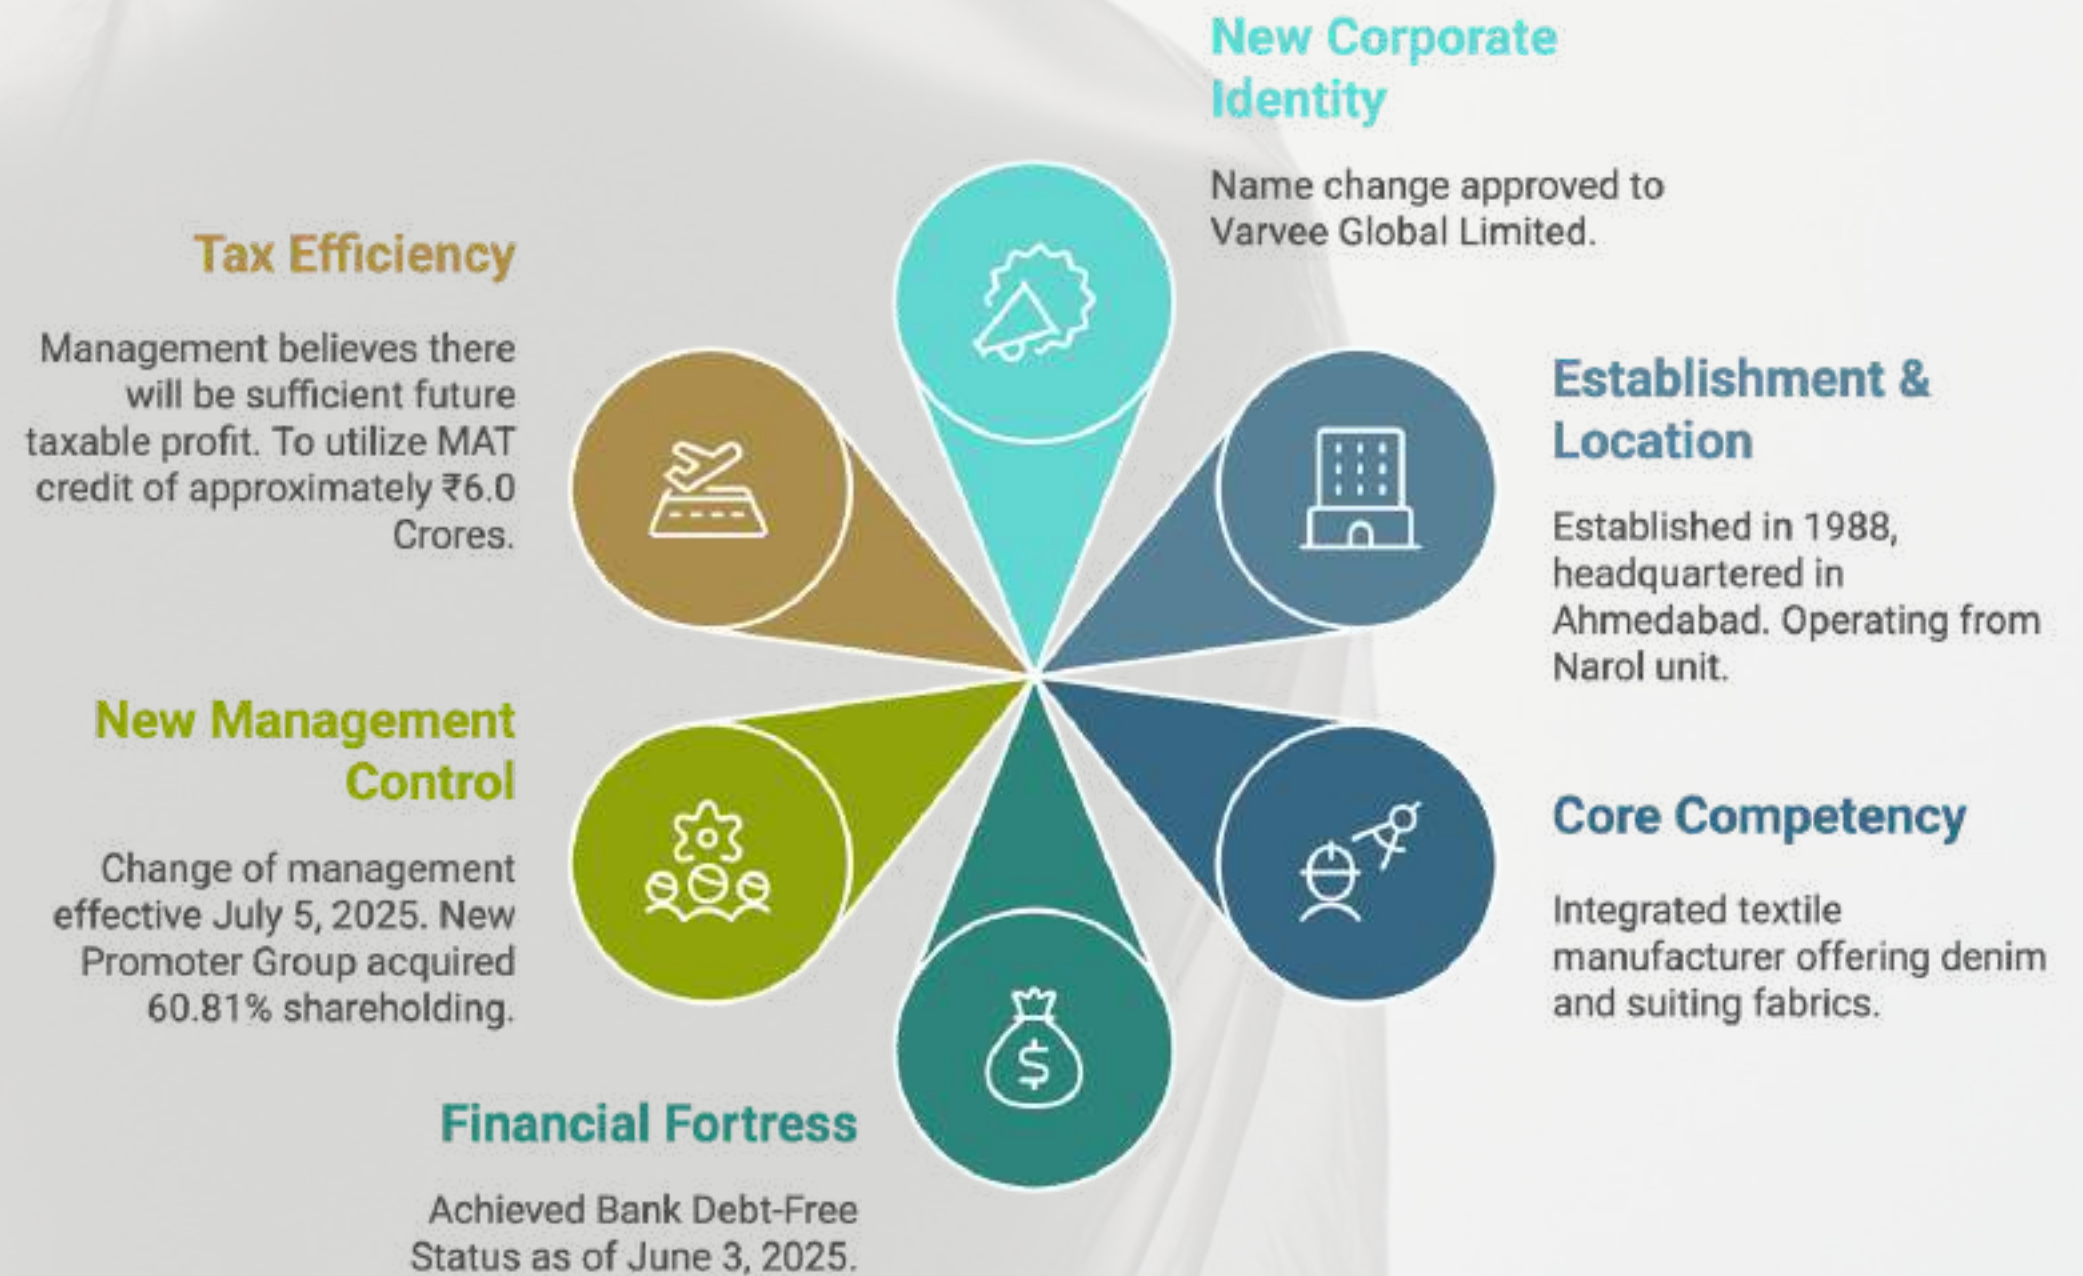 New Corporate
Identity
Name change approved to
Varvee Global Limited.
Establishment &
Location
Established in 1988,
headquartered in
Ahmedabad. Operating from
Narol unit.
Core Competency
Integrated textile
manufacturer offering denim
and suiting fabrics.
Financial Fortress
Achieved Bank Debt-Free
Status as of June 3, 2025.
New Management
Control
Change of management
effective July 5, 2025. New
Promoter Group acquired
60.81% shareholding.
Tax Efficiency
Management believes there
will be sufficient future
taxable profit. To utilize MAT
credit of approximately ₹6.0
Crores.
$